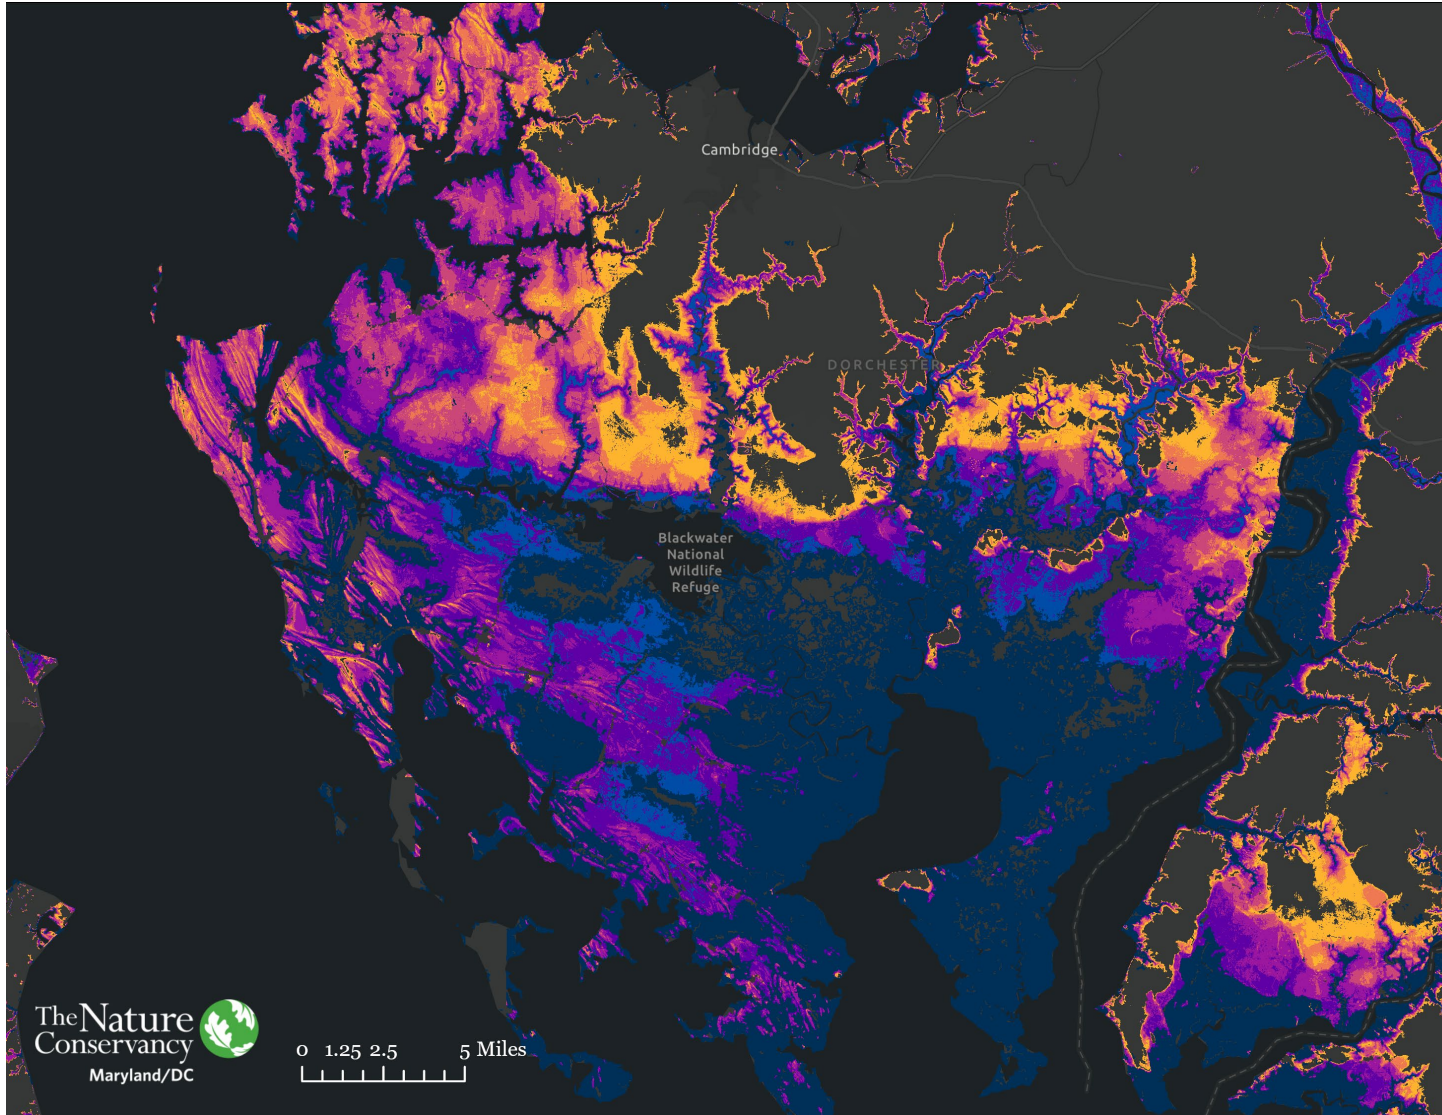 Cambridge
DORCHESTER
Blackwater
National
Wildlife
Refuge
The Nature
Conservancy
Maryland/DC
0 1.25 2.5 5 Miles